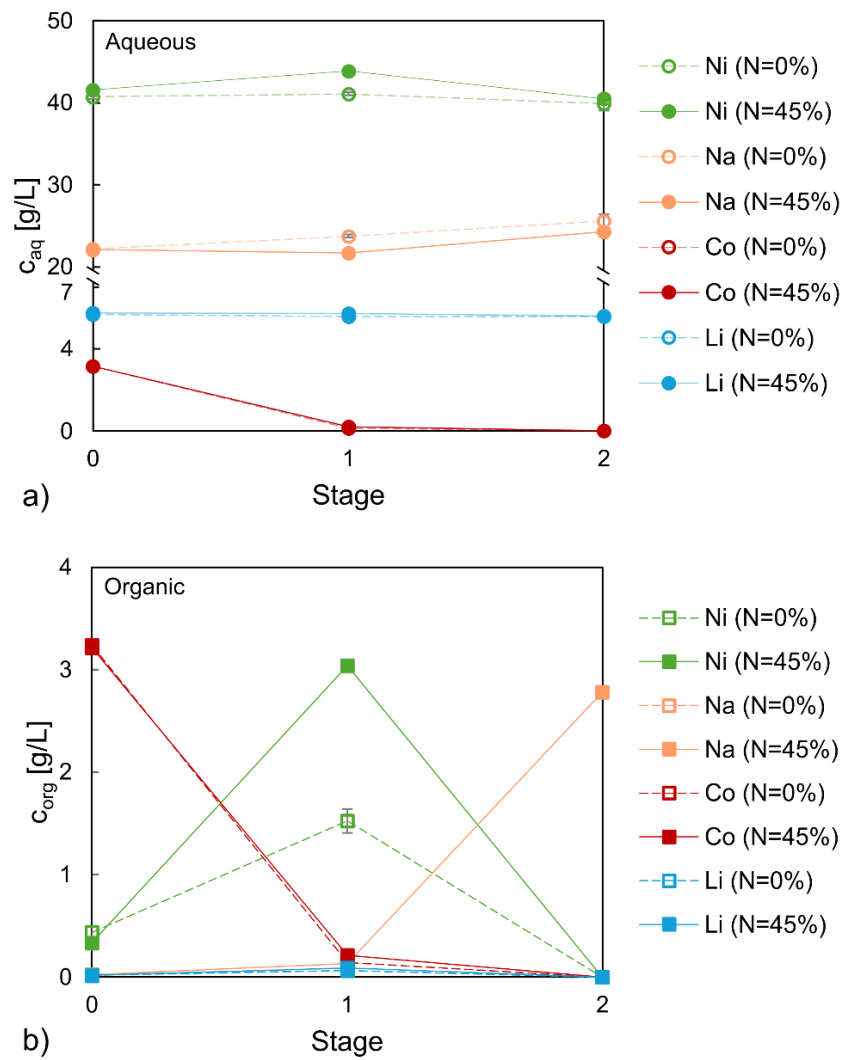 Aqueous
c_aq [g/L]
50
40
30
20
7
4
0
0 1 2
Stage
a)
Ni (N=0%)
Ni (N=45%)
Na (N=0%)
Na (N=45%)
Co (N=0%)
Co (N=45%)
Li (N=0%)
Li (N=45%)
Organic
c_org [g/L]
4
3
2
1
0
0 1 2
Stage
b)
Ni (N=0%)
Ni (N=45%)
Na (N=0%)
Na (N=45%)
Co (N=0%)
Co (N=45%)
Li (N=0%)
Li (N=45%)